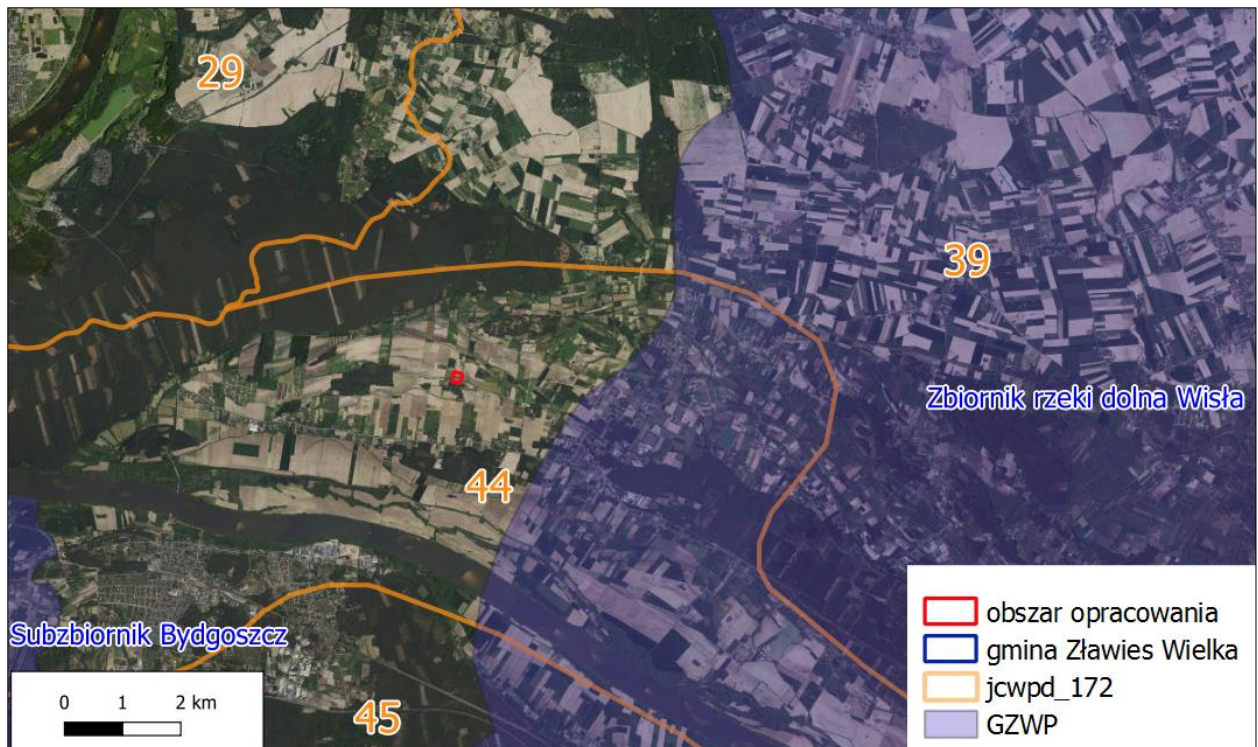 29
39
Zbiornik rzeki dolna Wisła
44
Subzbiornik Bydgoszcz
45
0 1 2 km
obszar opracowania
gmina Zławies Wielka
jcwpd_172
GZWP